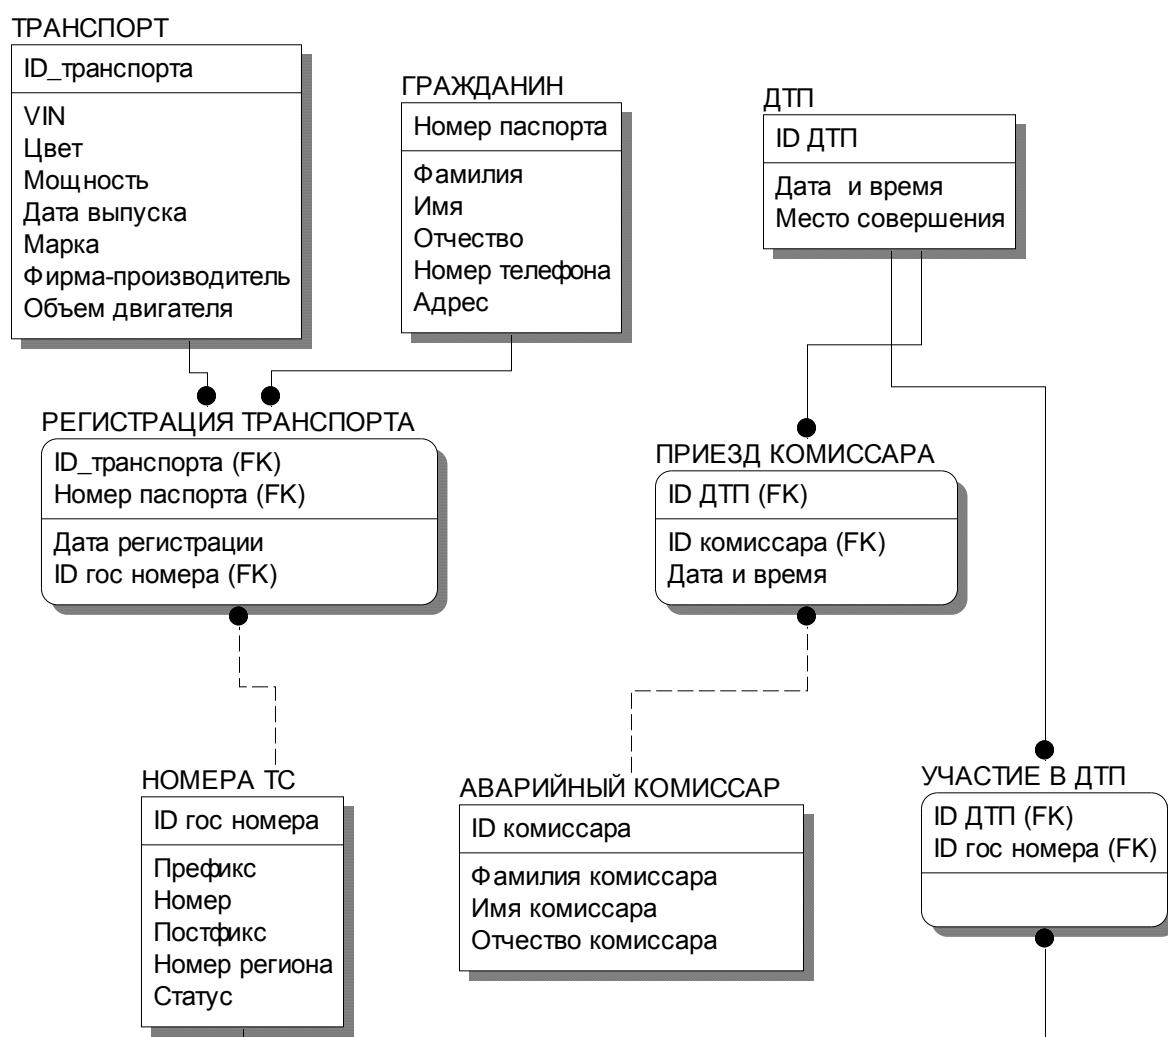 ТРАНСПОРТ
ID_транспорта
VIN
Цвет
Мощность
Дата выпуска
Марка
Фирма-производитель
Объем двигателя
ГРАЖДАНИН
Номер паспорта
Фамилия
Имя
Отчество
Номер телефона
Адрес
ДТП
ID ДТП
Дата и время
Место совершения
РЕГИСТРАЦИЯ ТРАНСПОРТА
ID_транспорта (FK)
Номер паспорта (FK)
Дата регистрации
ID гос номера (FK)
ПРИЕЗД КОМИССАРА
ID ДТП (FK)
ID комиссара (FK)
Дата и время
НОМЕРА ТС
ID гос номера
Префикс
Номер
Постфикс
Номер региона
Статус
АВАРИЙНЫЙ КОМИССАР
ID комиссара
Фамилия комиссара
Имя комиссара
Отчество комиссара
УЧАСТИЕ В ДТП
ID ДТП (FK)
ID гос номера (FK)